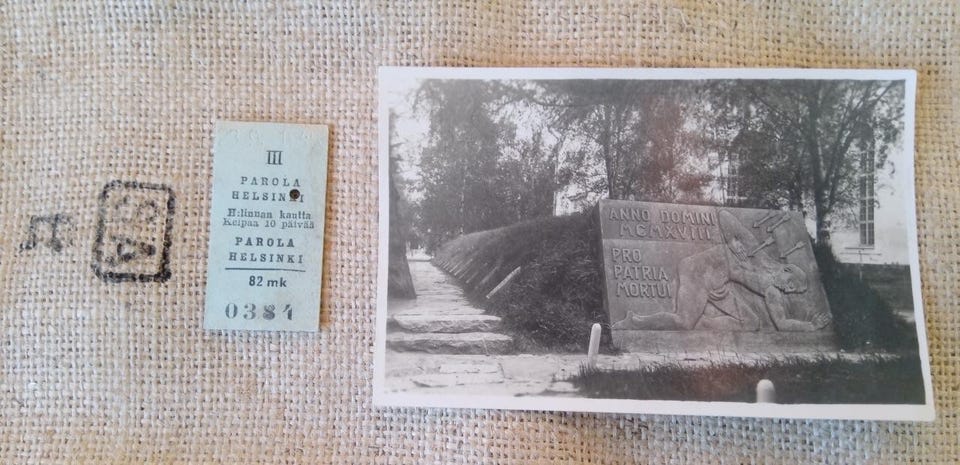 III
PAROLA
HELSINKI
H:linnan kautta
Kelpaa 10 päivää
PAROLA
HELSINKI
82 mk
0384
ANNO DOMINI
MCMXVIII
PRO
PATRIA
MORTUI